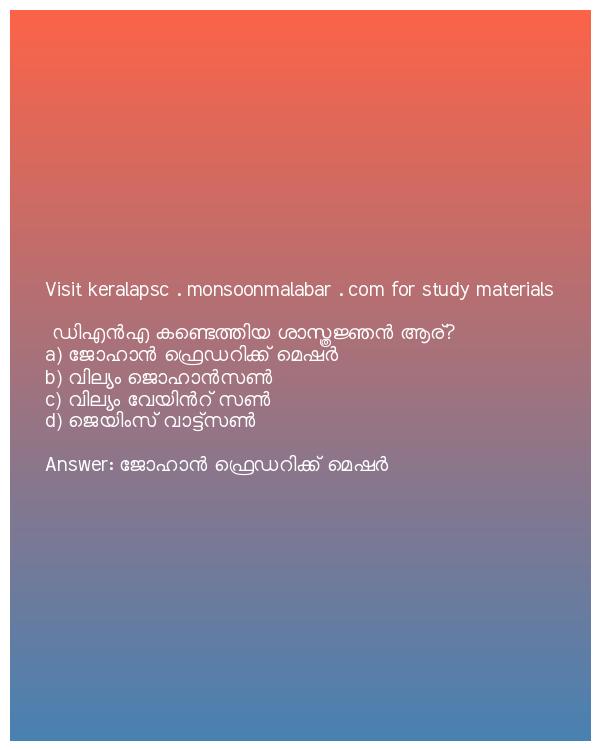 Visit keralapsc . monsoonmalabar . com for study materials
ഡിഎൻഎ കണ്ടെത്തിയ ശാസ്ത്രജ്ഞൻ ആര്?
a) ജോഹാൻ ഫ്രെഡറിക്ക് മെഷർ
b) വില്യം ജൊഹാൻസൺ
c) വില്യം വേയിൻറ് സൺ
d) ജെയിംസ് വാട്ട്സൺ
Answer: ജോഹാൻ ഫ്രെഡറിക്ക് മെഷർ